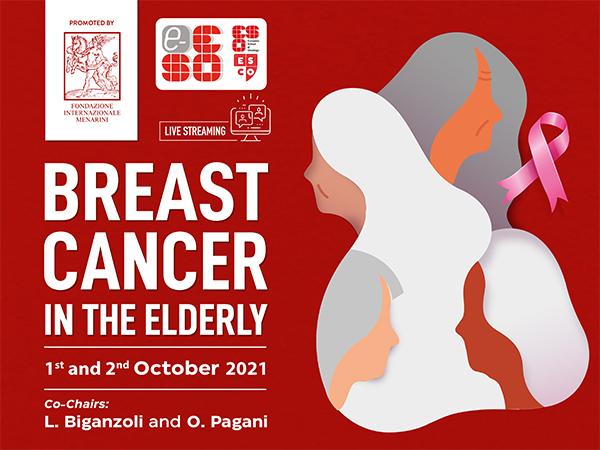 PROMOTED BY
FONDAZIONE
INTERNAZIONALE
MENARINI
e-ESO
ESCO
LIVE STREAMING
BREAST
CANCER
IN THE ELDERLY
1st and 2nd October 2021
Co-Chairs:
L. Biganzoli and O. Pagani